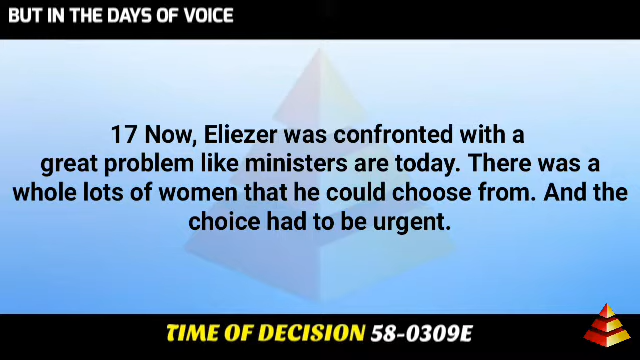 BUT IN THE DAYS OF VOICE
17 Now, Eliezer was confronted with a
great problem like ministers are today. There was a
whole lots of women that he could choose from. And the
choice had to be urgent.
TIME OF DECISION 58-0309E